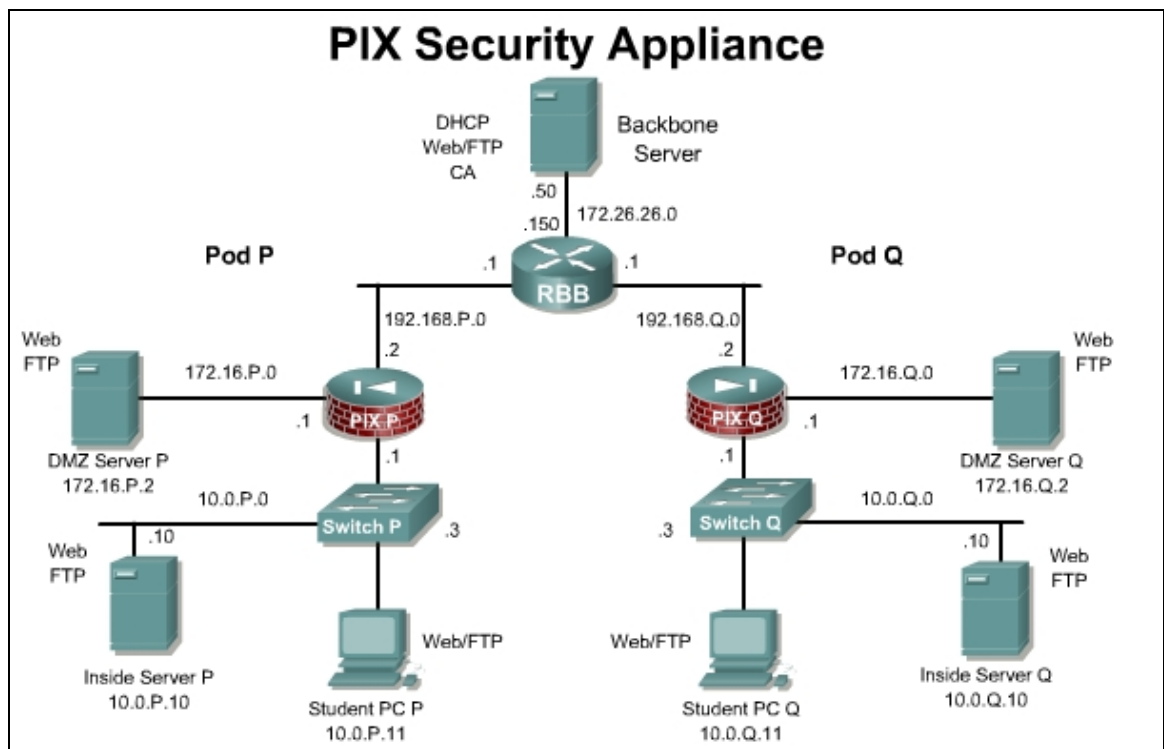 PIX Security Appliance
DHCP
Web/FTP
CA
Backbone
Server
.50
.150
172.26.26.0
Pod P
Pod Q
.1
.1
RBB
192.168.P.0
192.168.Q.0
Web
FTP
172.16.P.0
.2
.2
172.16.Q.0
Web
FTP
.1
PIX P
PIX Q
.1
DMZ Server P
172.16.P.2
.1
.1
DMZ Server Q
172.16.Q.2
10.0.P.0
Switch P
.3
.3
Switch Q
10.0.Q.0
Web
FTP
.10
.10
Web
FTP
Web/FTP
Web/FTP
Inside Server P
10.0.P.10
Student PC P
10.0.P.11
Student PC Q
10.0.Q.11
Inside Server Q
10.0.Q.10